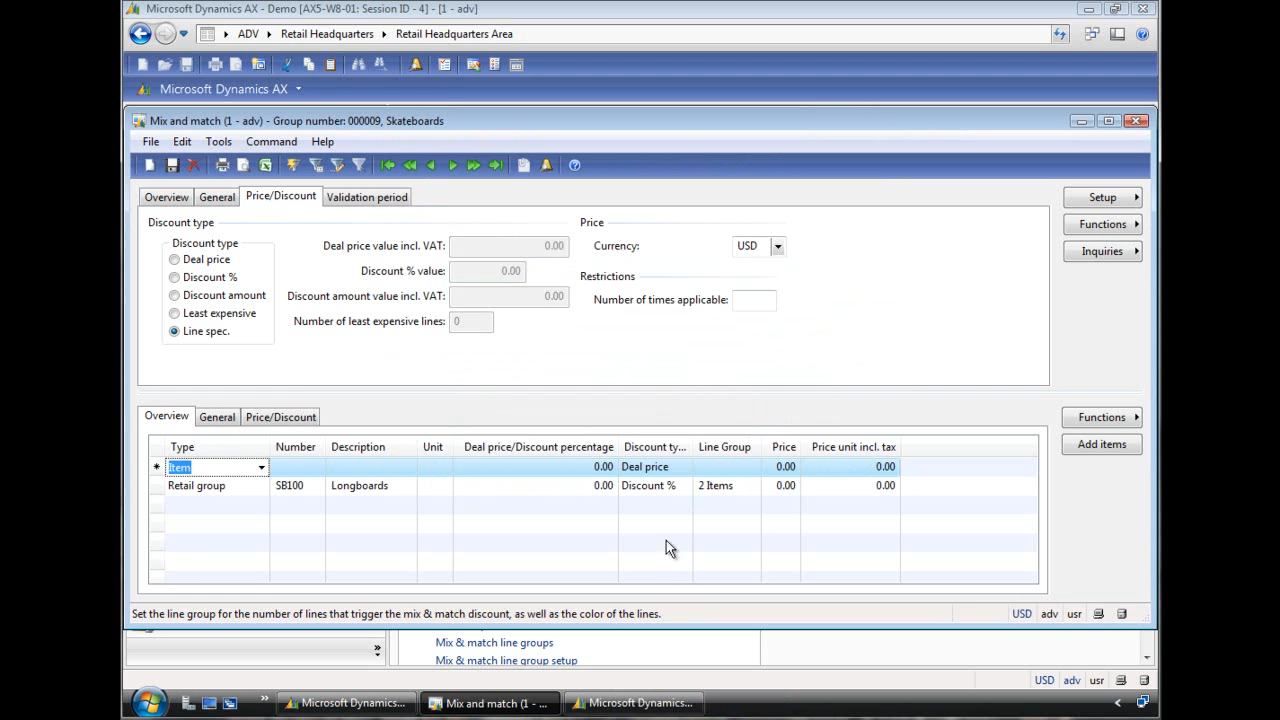 Microsoft Dynamics AX - Demo [AX5-W8-01: Session ID - 4] - [1 - adv]
ADV Retail Headquarters Retail Headquarters Area
Microsoft Dynamics AX
Mix and match (1 - adv) - Group number: 000009, Skateboards
File Edit Tools Command Help
Overview General Price/Discount Validation period
Setup
Functions
Inquiries
Discount type
Discount type
Deal price
Discount %
Discount amount
Least expensive
Line spec.
Deal price value incl. VAT: 0.00
Discount % value: 0.00
Discount amount value incl. VAT: 0.00
Number of least expensive lines: 0
Price
Currency: USD
Restrictions
Number of times applicable:
Overview General Price/Discount
Functions
Add items
Type Number Description Unit Deal price/Discount percentage Discount ty... Line Group Price Price unit incl. tax
* Item 0.00 Deal price 0.00 0.00
Retail group SB100 Longboards 0.00 Discount % 2 Items 0.00 0.00
Set the line group for the number of lines that trigger the mix & match discount, as well as the color of the lines.
USD adv usr
Mix & match line groups
Mix & match line group setup
USD adv usr
Microsoft Dynamics... Mix and match (1 - ... Microsoft Dynamics...